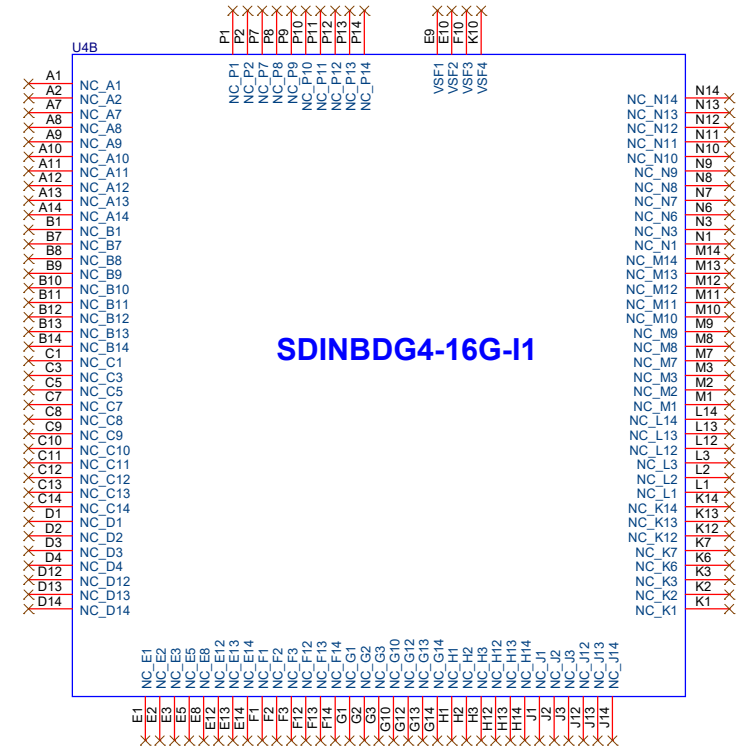 U4B
P1 P2 P7 P8 P9 P10 P11 P12 P13 P14
E9 E10 F10 K10
NC_P1 NC_P2 NC_P7 NC_P8 NC_P9 NC_P10 NC_P11 NC_P12 NC_P13 NC_P14
VSF1 VSF2 VSF3 VSF4
A1 NC_A1
A2 NC_A2
A7 NC_A7
A8 NC_A8
A9 NC_A9
A10 NC_A10
A11 NC_A11
A12 NC_A12
A13 NC_A13
A14 NC_A14
B1 NC_B1
B7 NC_B7
B8 NC_B8
B9 NC_B9
B10 NC_B10
B11 NC_B11
B12 NC_B12
B13 NC_B13
B14 NC_B14
C1 NC_C1
C3 NC_C3
C5 NC_C5
C7 NC_C7
C8 NC_C8
C9 NC_C9
C10 NC_C10
C11 NC_C11
C12 NC_C12
C13 NC_C13
C14 NC_C14
D1 NC_D1
D2 NC_D2
D3 NC_D3
D4 NC_D4
D12 NC_D12
D13 NC_D13
D14 NC_D14
SDINBDG4-16G-I1
NC_N14 N14
NC_N13 N13
NC_N12 N12
NC_N11 N11
NC_N10 N10
NC_N9 N9
NC_N8 N8
NC_N7 N7
NC_N6 N6
NC_N3 N3
NC_N1 N1
NC_M14 M14
NC_M13 M13
NC_M12 M12
NC_M11 M11
NC_M10 M10
NC_M9 M9
NC_M8 M8
NC_M7 M7
NC_M3 M3
NC_M2 M2
NC_M1 M1
NC_L14 L14
NC_L13 L13
NC_L12 L12
NC_L3 L3
NC_L2 L2
NC_L1 L1
NC_K14 K14
NC_K13 K13
NC_K12 K12
NC_K7 K7
NC_K6 K6
NC_K3 K3
NC_K2 K2
NC_K1 K1
NC_E1 NC_E2 NC_E3 NC_E5 NC_E8 NC_E12 NC_E13 NC_E14 NC_F1 NC_F2 NC_F3 NC_F12 NC_F13 NC_F14 NC_G1 NC_G2 NC_G3 NC_G10 NC_G12 NC_G13 NC_G14 NC_H1 NC_H2 NC_H3 NC_H12 NC_H13 NC_H14 NC_J1 NC_J2 NC_J3 NC_J12 NC_J13 NC_J14
E1 E2 E3 E5 E8 E12 E13 E14 F1 F2 F3 F12 F13 F14 G1 G2 G3 G10 G12 G13 G14 H1 H2 H3 H12 H13 H14 J1 J2 J3 J12 J13 J14